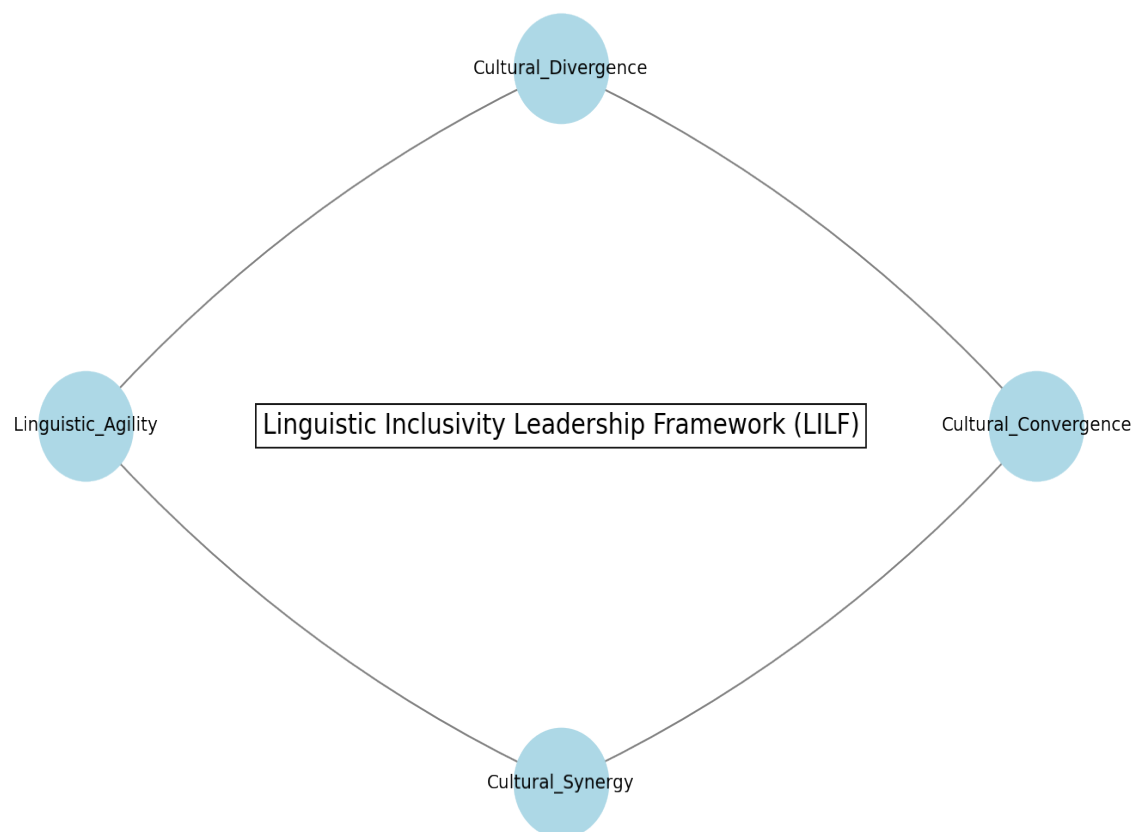 Cultural_Divergence
Linguistic_Agility
Linguistic Inclusivity Leadership Framework (LILF)
Cultural_Convergence
Cultural_Synergy